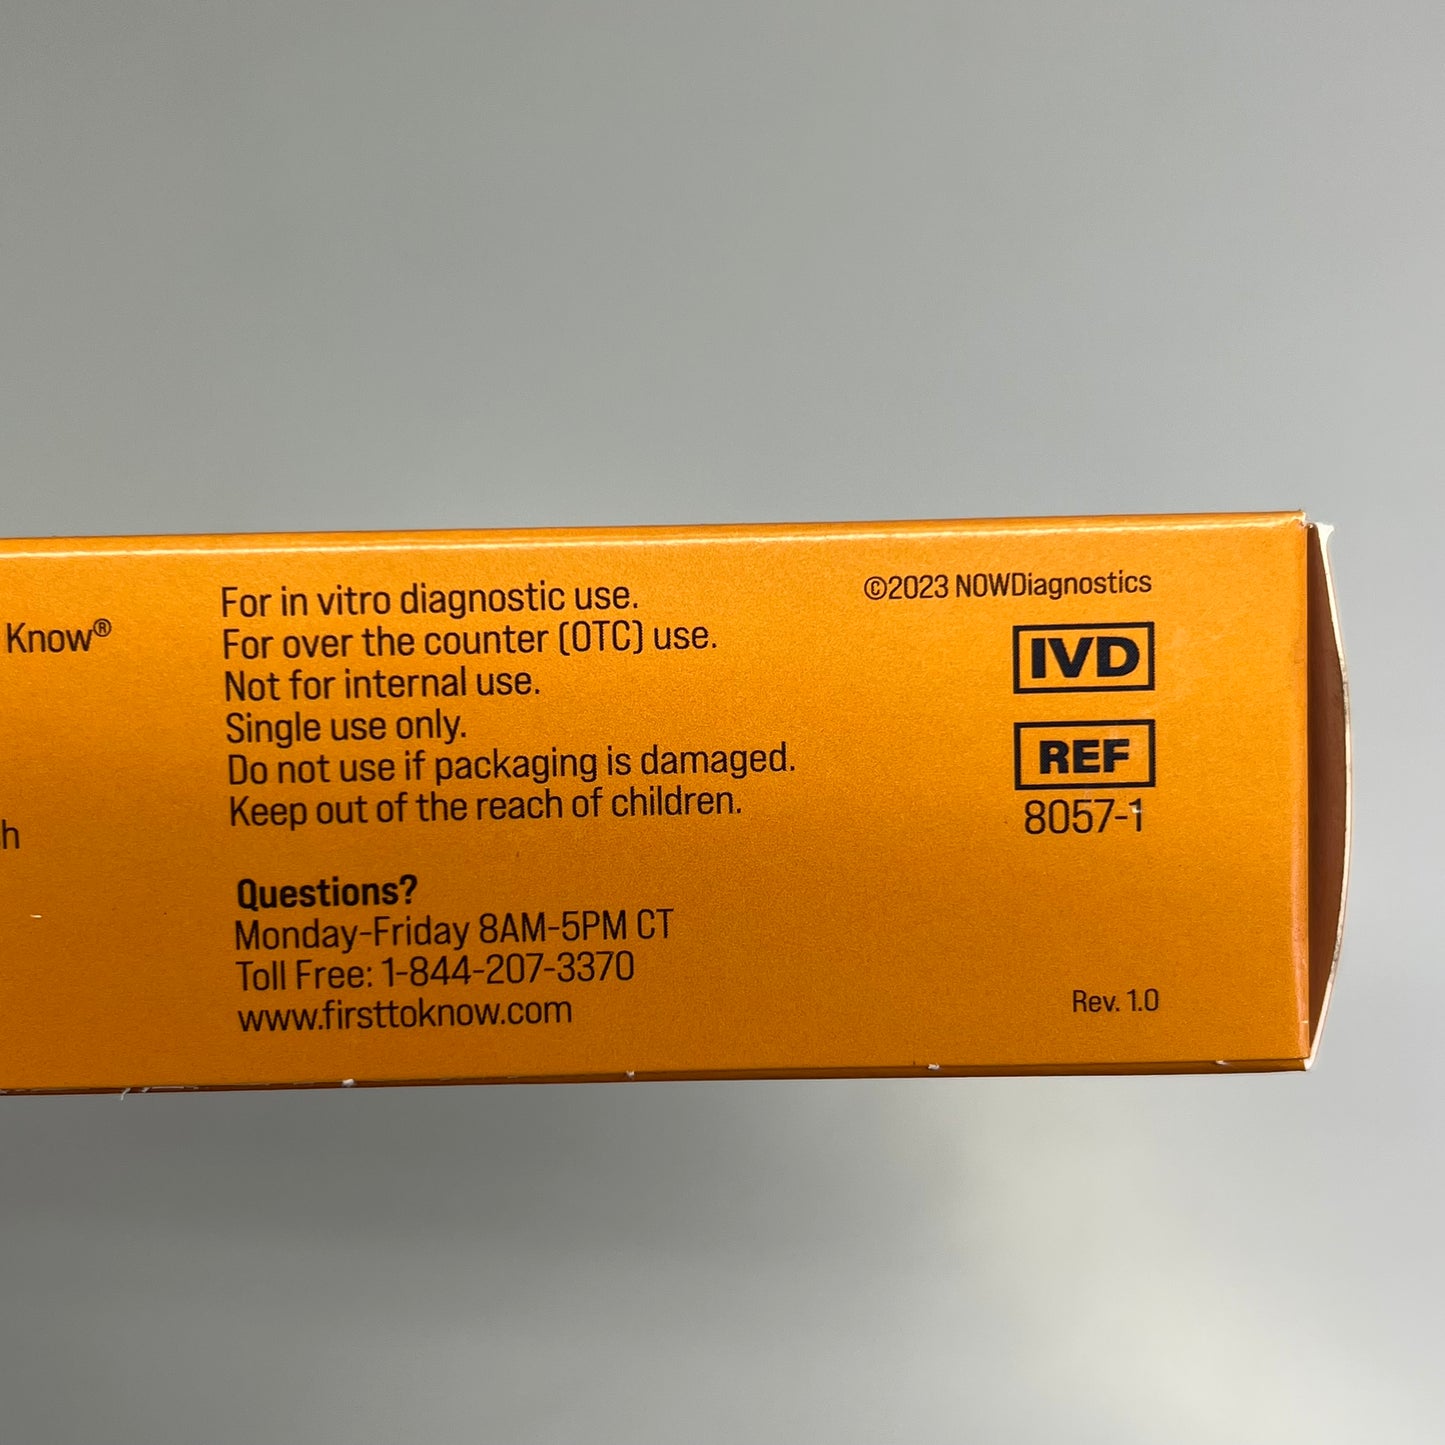 Know®
h
For in vitro diagnostic use.
For over the counter (OTC) use.
Not for internal use.
Single use only.
Do not use if packaging is damaged.
Keep out of the reach of children.
Questions?
Monday-Friday 8AM-5PM CT
Toll Free: 1-844-207-3370
www.firsttoknow.com
©2023 NOWDiagnostics
IVD
REF
8057-1
Rev. 1.0